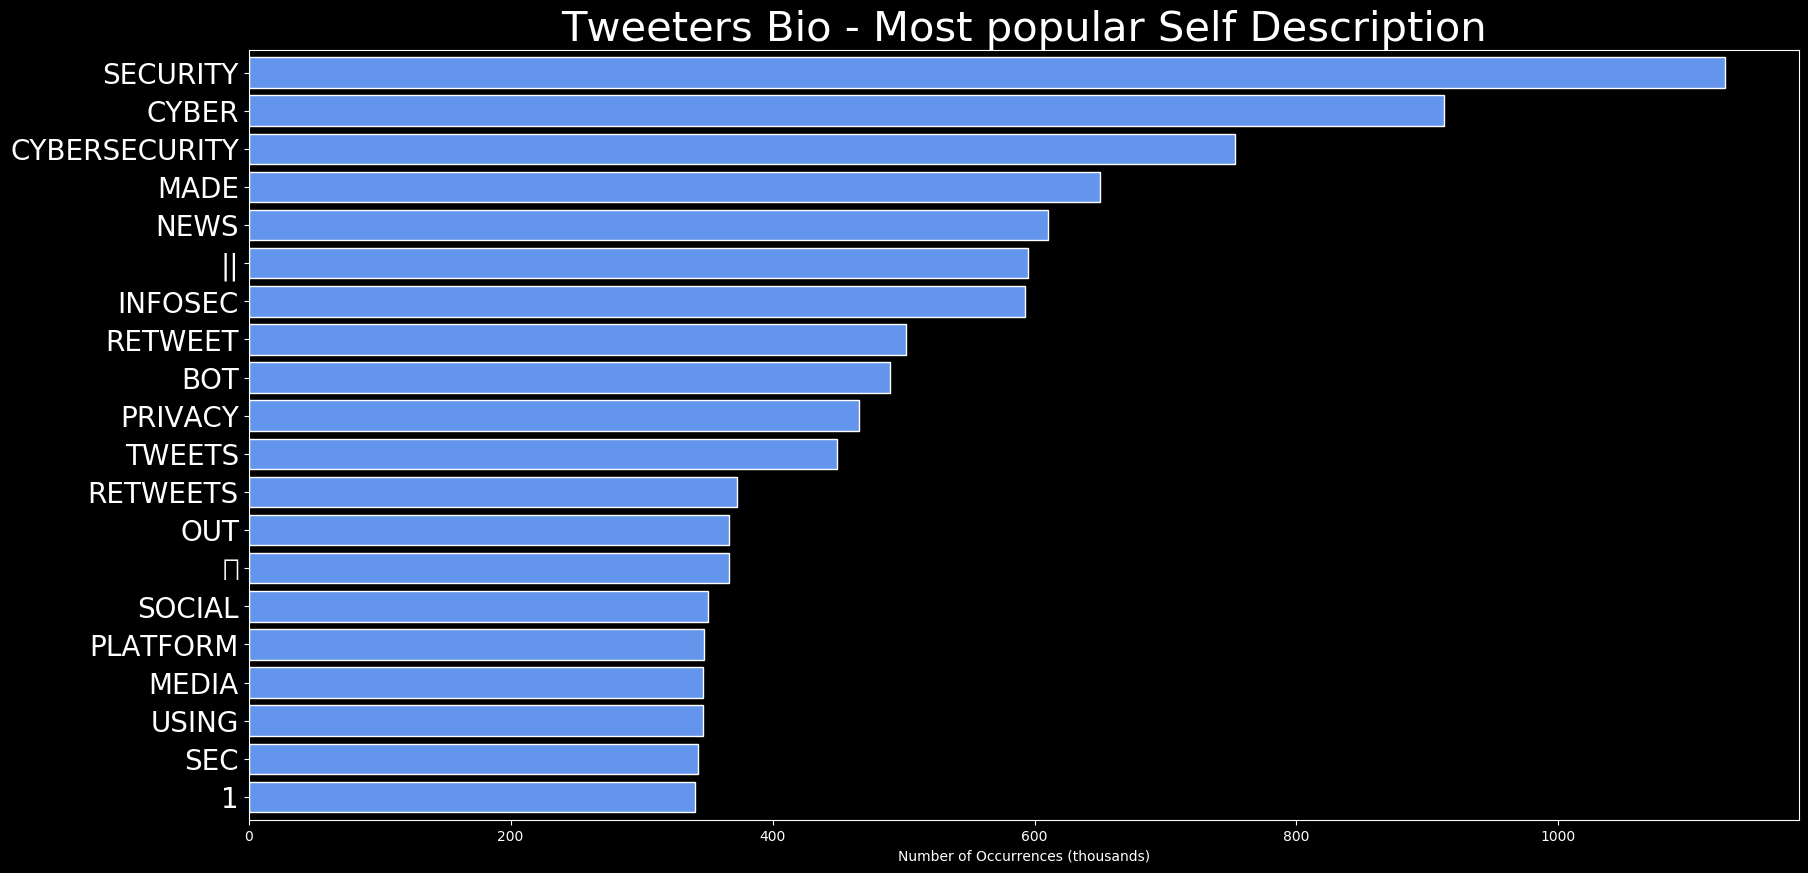 Tweeters Bio - Most popular Self Description
SECURITY
CYBER
CYBERSECURITY
MADE
NEWS
||
INFOSEC
RETWEET
BOT
PRIVACY
TWEETS
RETWEETS
OUT
SOCIAL
PLATFORM
MEDIA
USING
SEC
1
0 200 400 600 800 1000
Number of Occurrences (thousands)